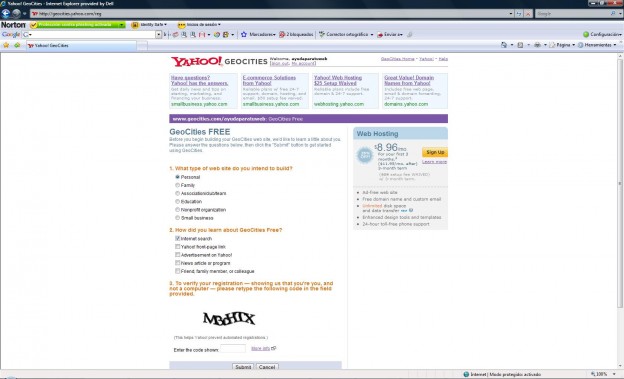 Yahoo! GeoCities - Internet Explorer provided by Dell
http://geocities.yahoo.com/reg
Norton
Identity Safe
Inicios de sesión
Google
Marcadores
2 bloqueados
Corrector ortográfico
Enviar a
Configuración
Yahoo! GeoCities
Página
Herramientas
YAHOO! GEOCITIES
Welcome, ayudaparatuweb
[Sign out, My Account]
GeoCities Home - Yahoo! - Help
Have questions?
Yahoo! has the answers.
smallbusiness.yahoo.com
E-commerce Solutions
from Yahoo!
smallbusiness.yahoo.com
Yahoo! Web Hosting
$25 Setup Waived
webhosting.yahoo.com
Great Value! Domain
Names from Yahoo!
domains.yahoo.com
www.geocities.com/ayudaparatuweb: GeoCities Free
GeoCities FREE
Before you begin building your GeoCities web site, we'd like to learn a little about you.
Please answer the questions below, then click the "Submit" button to get started
using GeoCities.
1. What type of web site do you intend to build?
Personal
Family
Association/club/team
Education
Nonprofit organization
Small business
2. How did you learn about GeoCities Free?
Internet search
Yahoo! front-page link
Advertisement on Yahoo!
News article or program
Friend, family member, or colleague
3. To verify your registration — showing us that you're you, and
not a computer — please retype the following code in the field
provided.
(This helps Yahoo! prevent automated registrations.)
Enter the code shown:
More info
Submit
Cancel
Web Hosting
$8.96/mo
for your first 3
months.
Sign Up
Learn more
Ad-free web site
Free domain name and custom email
Unlimited disk space
and data transfer
Enhanced design tools and templates
24-hour toll-free phone support
Internet | Modo protegido: activado
100%